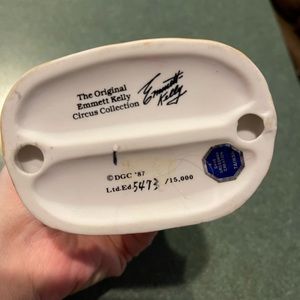 The Original
Emmett Kelly
Circus Collection
Emmett
Kelly
©DGC '87
Ltd.Ed. 5473 /15,000